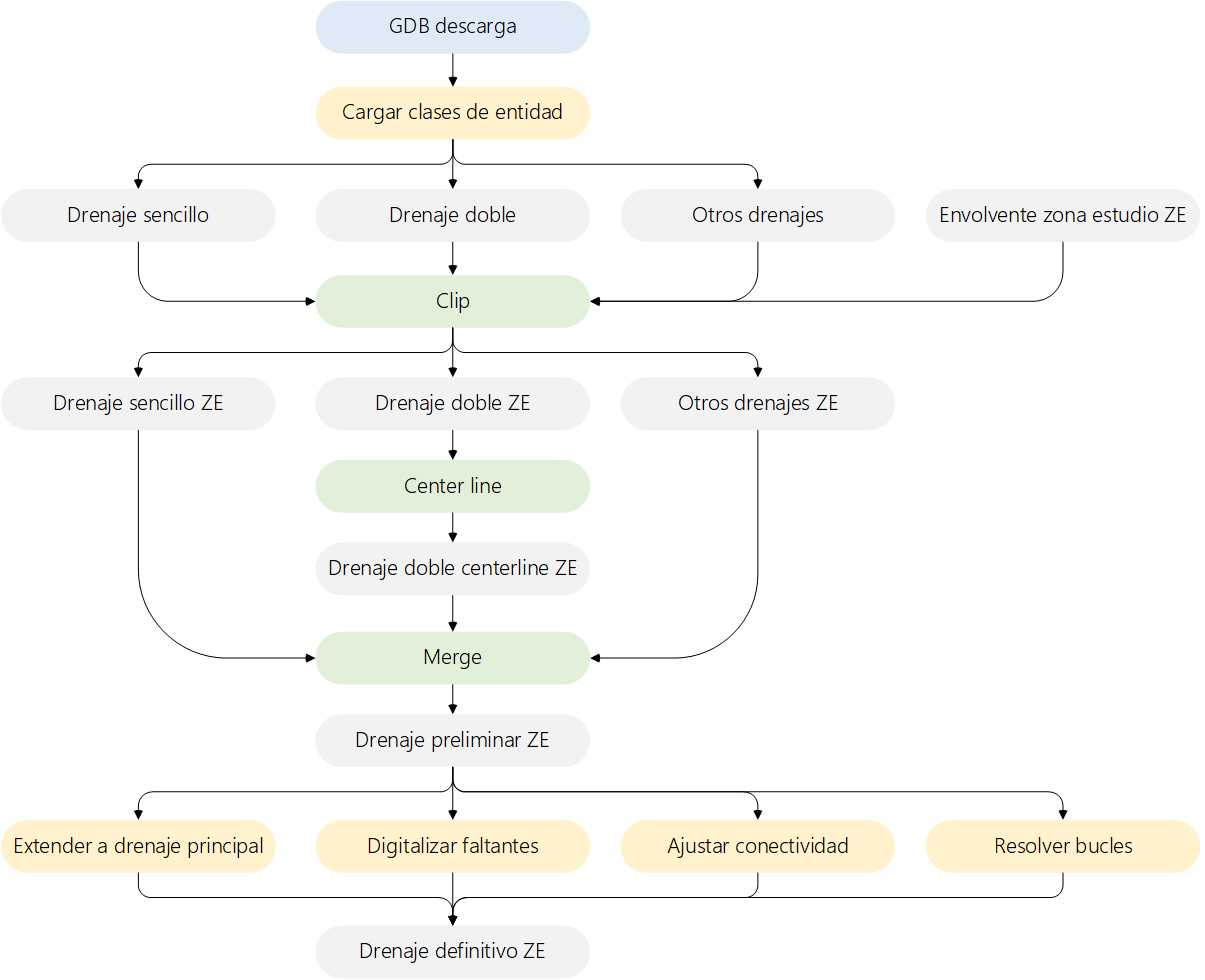 GDB descarga
Cargar clases de entidad
Drenaje sencillo
Drenaje doble
Otros drenajes
Envolvente zona estudio ZE
Clip
Drenaje sencillo ZE
Drenaje doble ZE
Otros drenajes ZE
Center line
Drenaje doble centerline ZE
Merge
Drenaje preliminar ZE
Extender a drenaje principal
Digitalizar faltantes
Ajustar conectividad
Resolver bucles
Drenaje definitivo ZE